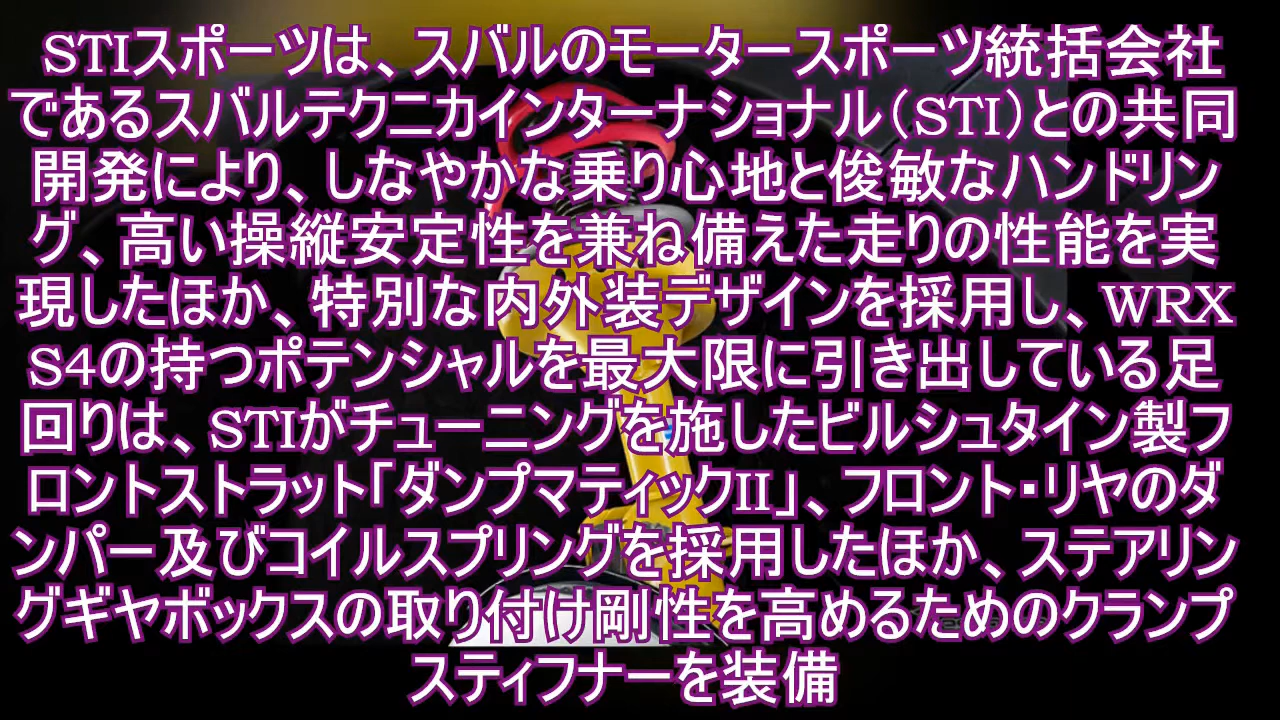 STIスポーツは、スバルのモータースポーツ統括会社
であるスバルテクニカインターナショナル（STI）との共同
開発により、しなやかな乗り心地と俊敏なハンドリン
グ、高い操縦安定性を兼ね備えた走りの性能を実
現したほか、特別な内外装デザインを採用し、WRX
S4の持つポテンシャルを最大限に引き出している足
回りは、STIがチューニングを施したビルシュタイン製フ
ロントストラット「ダンプマティックII」、フロント・リヤのダ
ンパー及びコイルスプリングを採用したほか、ステアリン
グギヤボックスの取り付け剛性を高めるためのクランプ
スティフナーを装備